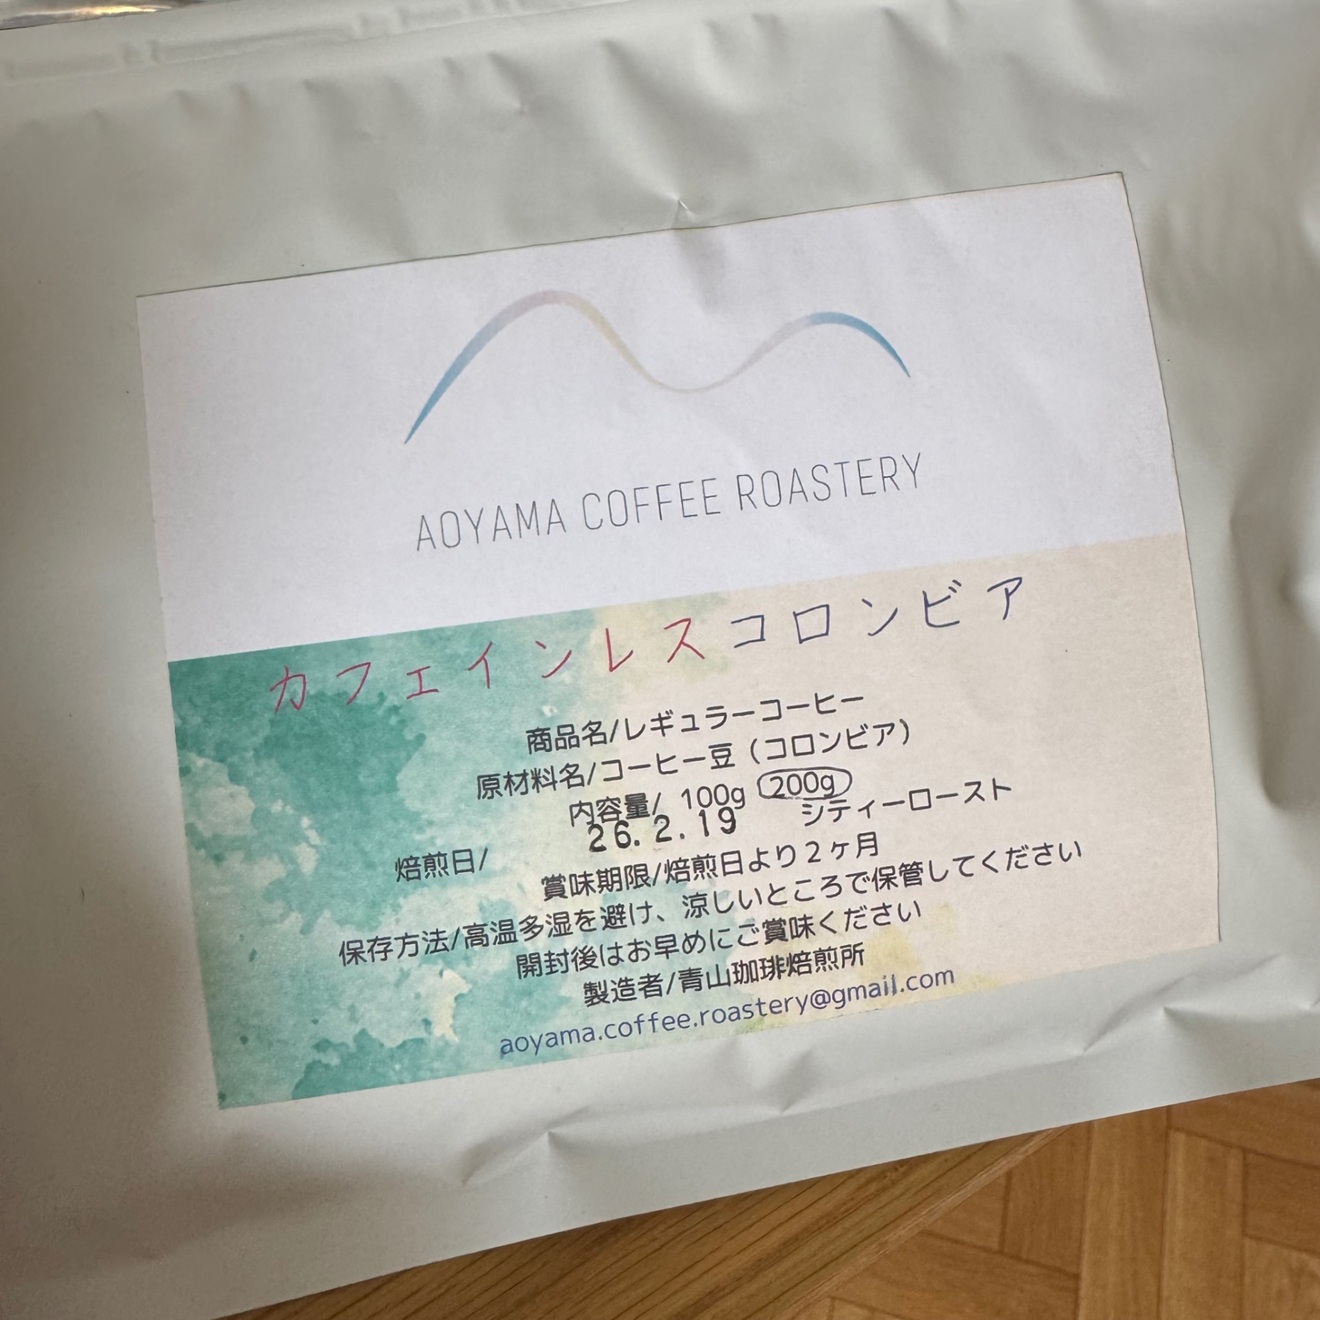 AOYAMA COFFEE ROASTERY
カフェインレスコロンビア
商品名/レギュラーコーヒー
原材料名/コーヒー豆（コロンビア）
内容量/ 100g 200g
焙煎日/ 26.2.19 シティーロースト
賞味期限/焙煎日より２ヶ月
保存方法/高温多湿を避け、涼しいところで保管してください
開封後はお早めにご賞味ください
製造者/青山珈琲焙煎所
aoyama.coffee.roastery@gmail.com